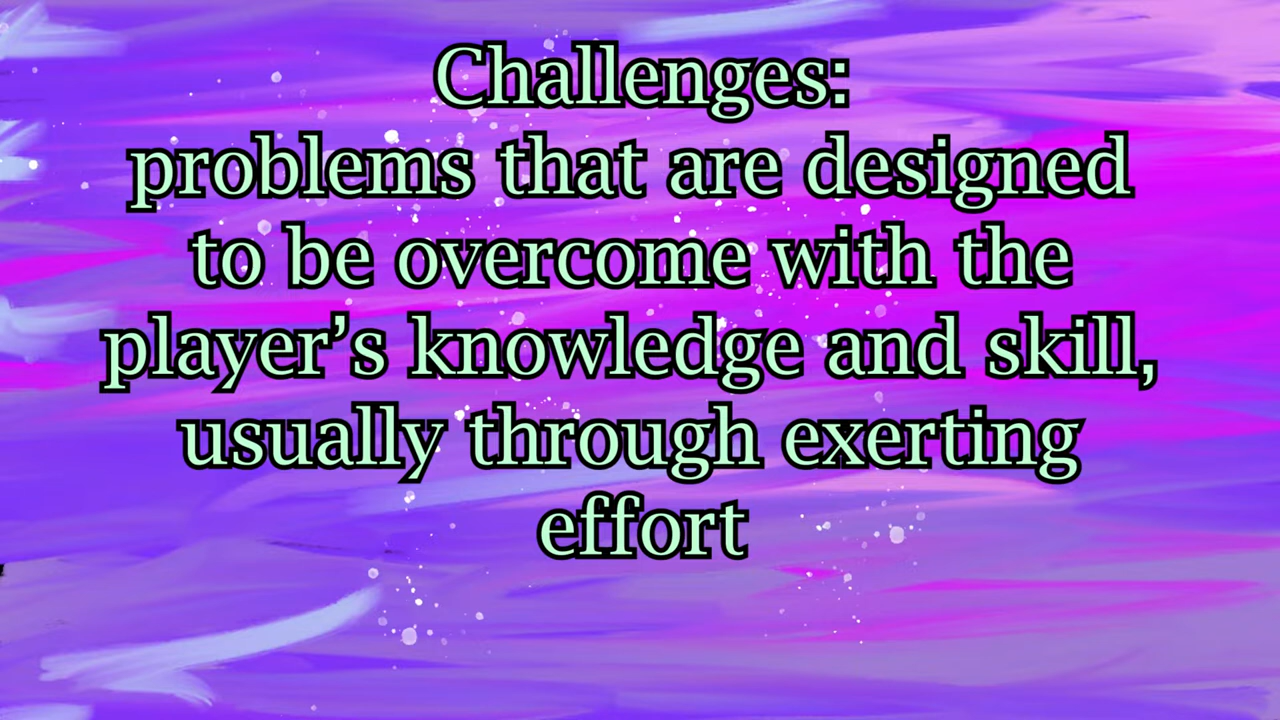 Challenges:
problems that are designed
to be overcome with the
player’s knowledge and skill,
usually through exerting
effort